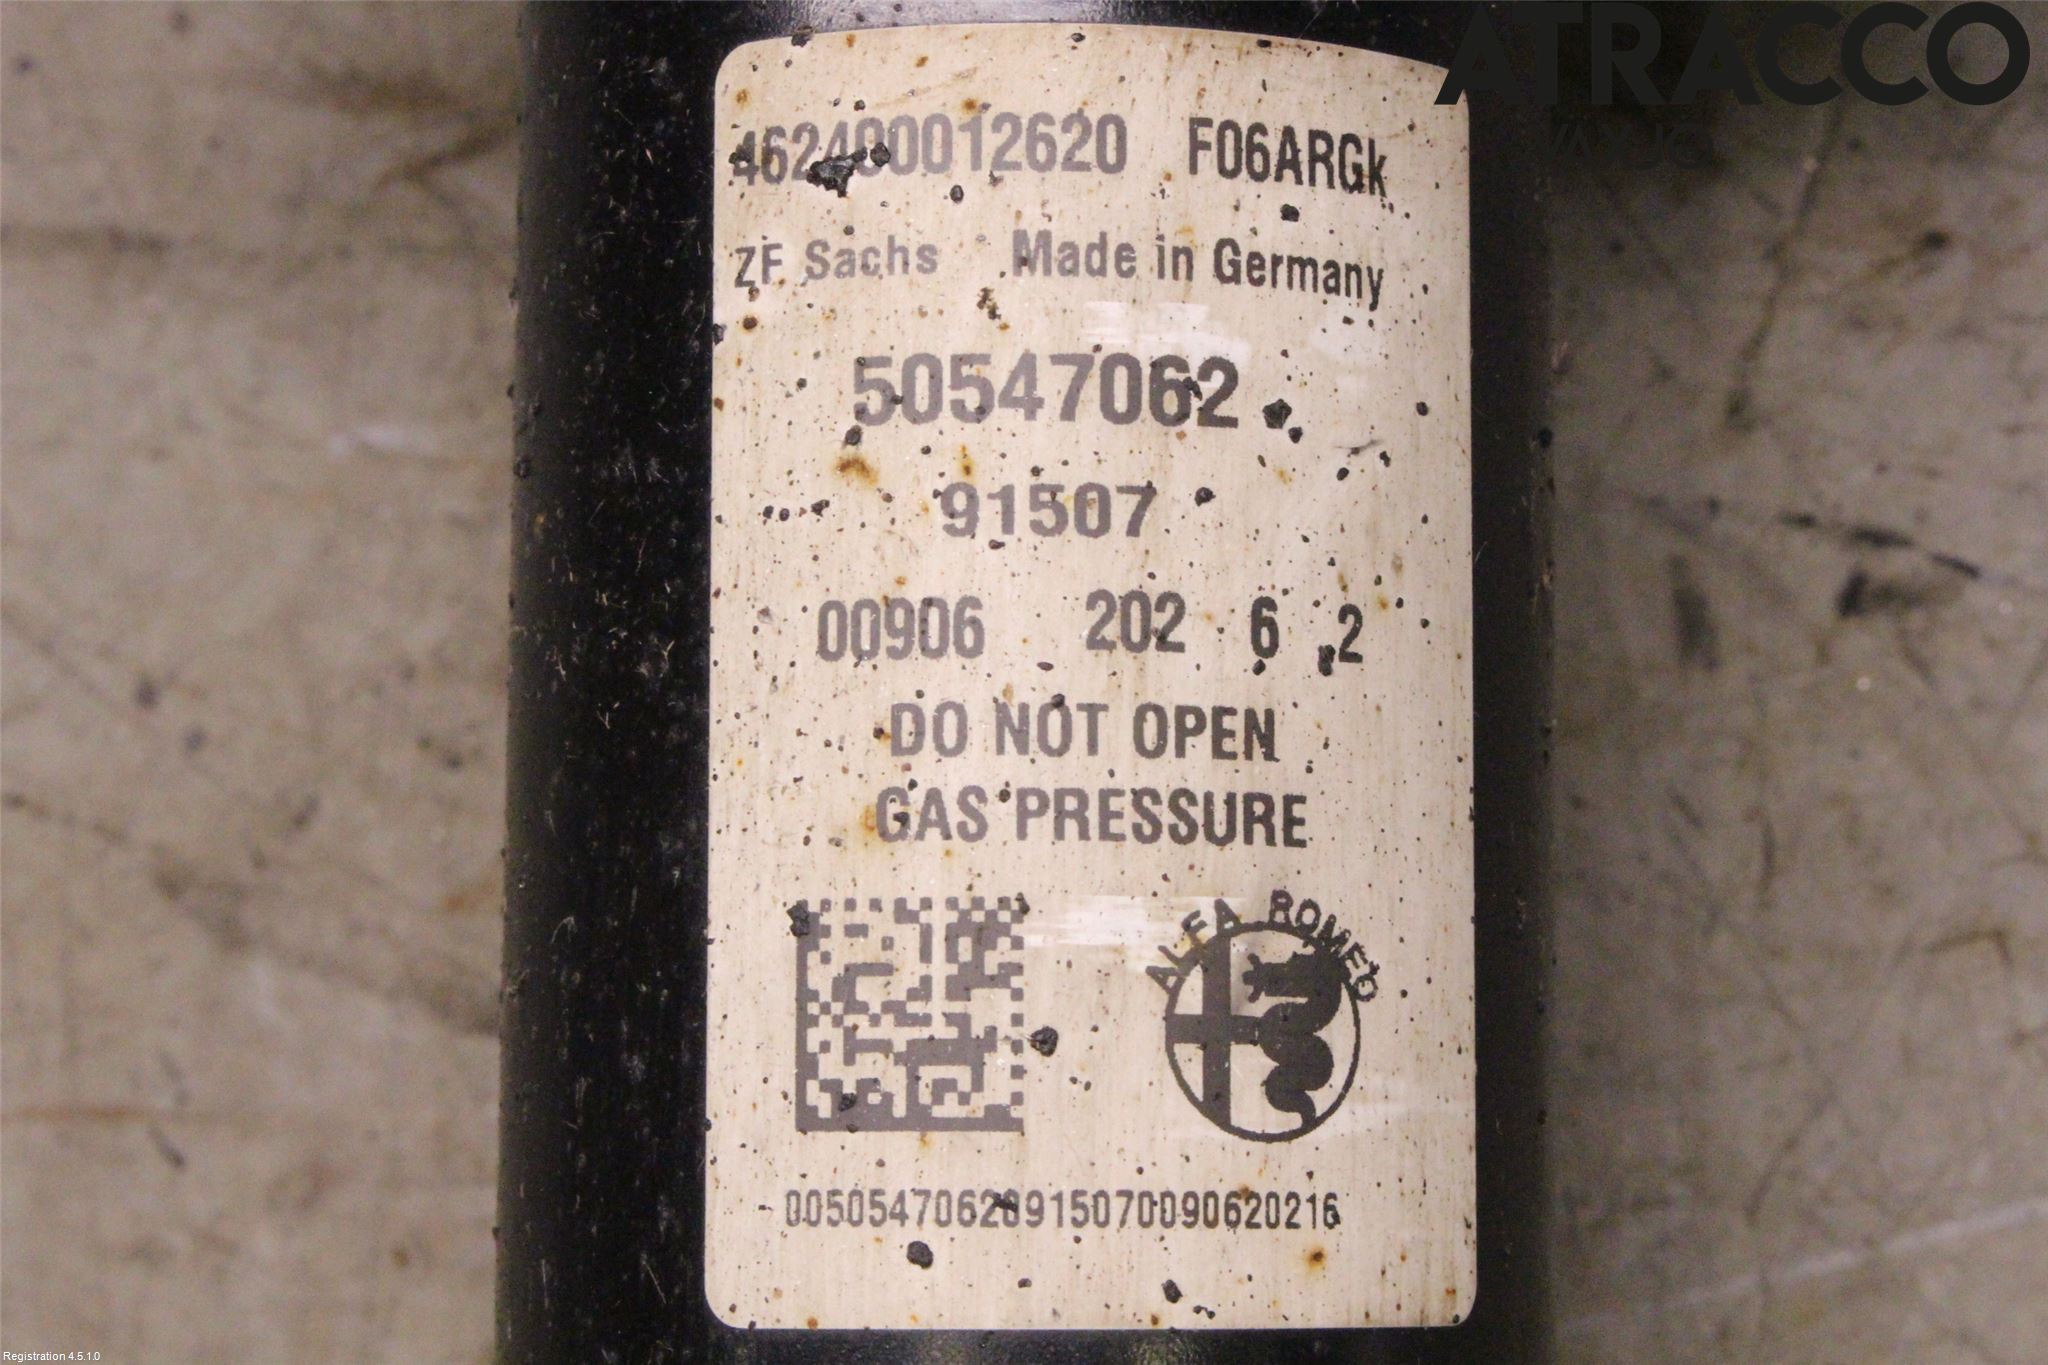 ATRACCO
462400012620 F06ARGk
ZF Sachs Made in Germany
50547062
91507
00906 202 6 2
DO NOT OPEN
GAS PRESSURE
ALFA ROMEO
00505470620915070090620216
Registration 4.5.1.0